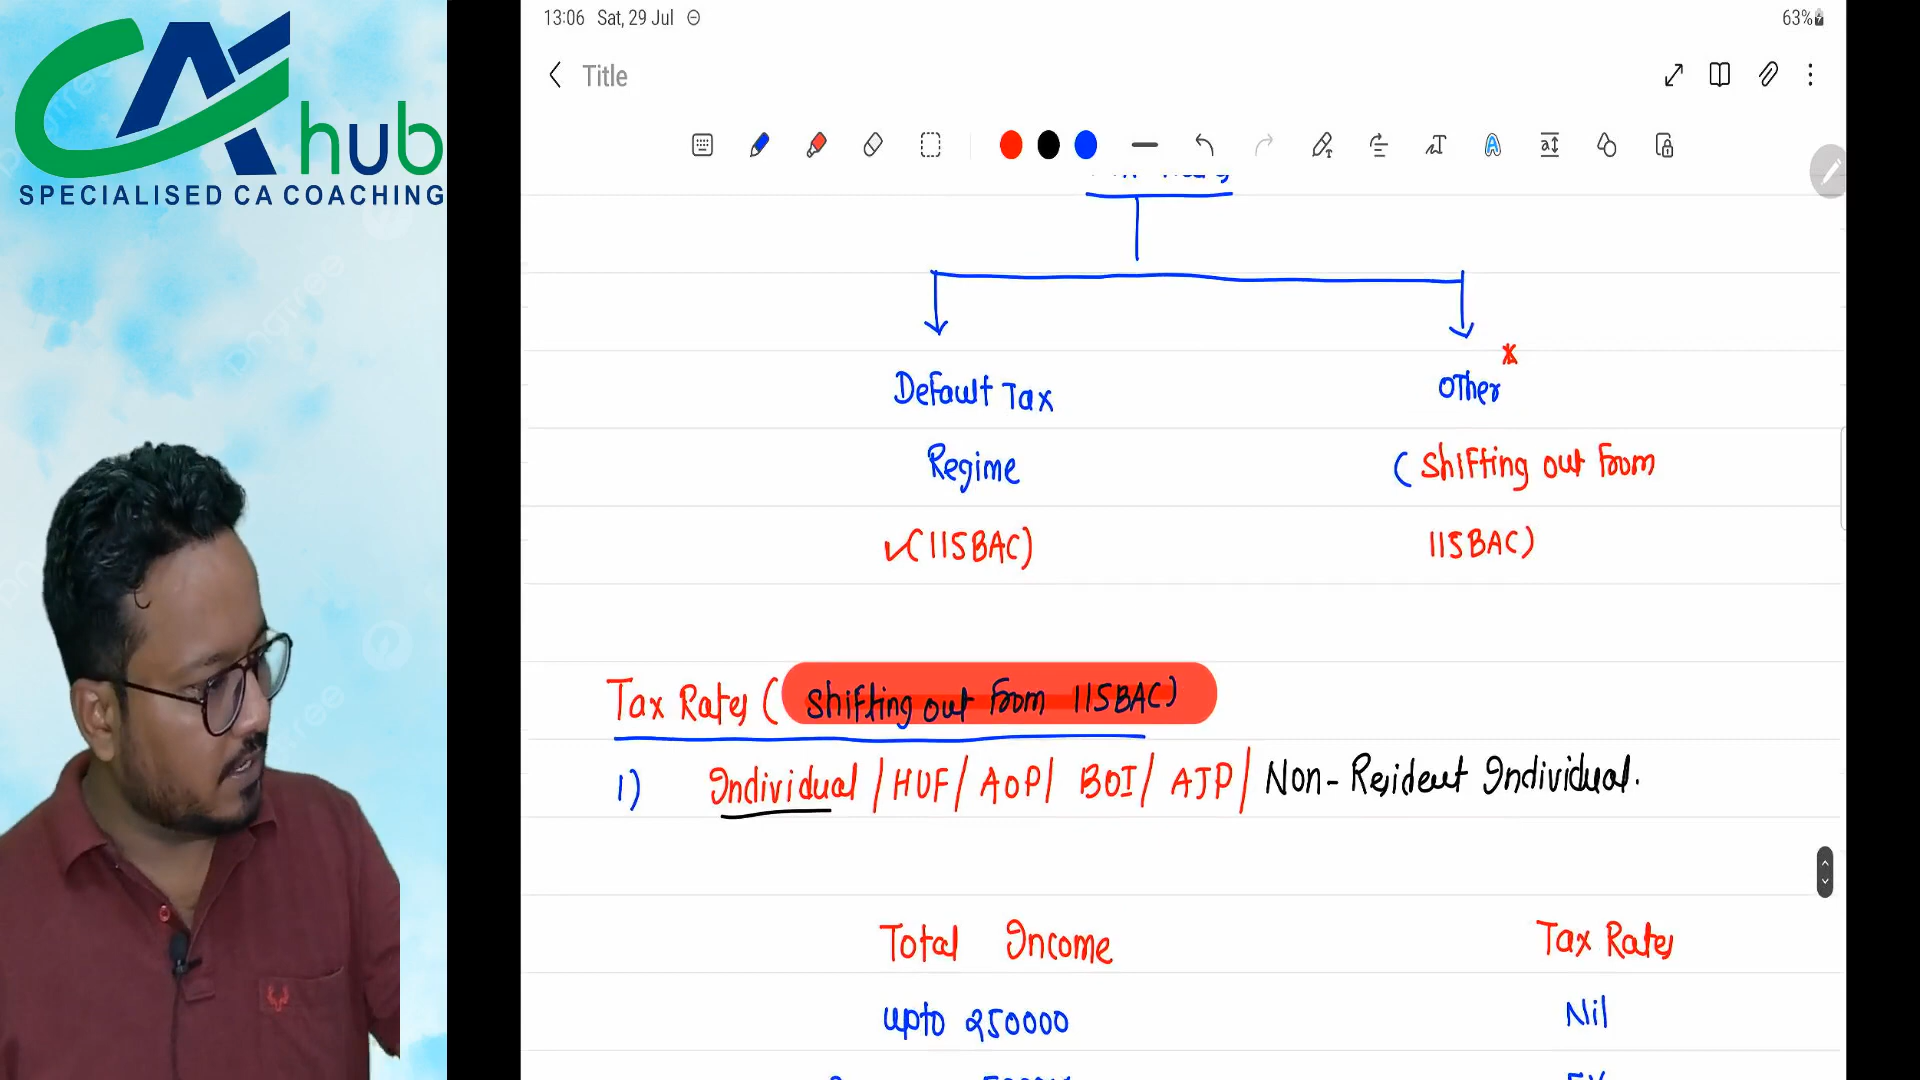 CA hub
SPECIALISED CA COACHING
13:06 Sat, 29 Jul
63%
Title
Default Tax
Regime
(115BAC)
Other
(Shifting out from
115BAC)
Tax Rates (Shifting out from 115BAC)
1) Individual / HUF / AOP / BOI / AJP / Non-Resident Individual.
Total Income Tax Rates
upto 250000 Nil